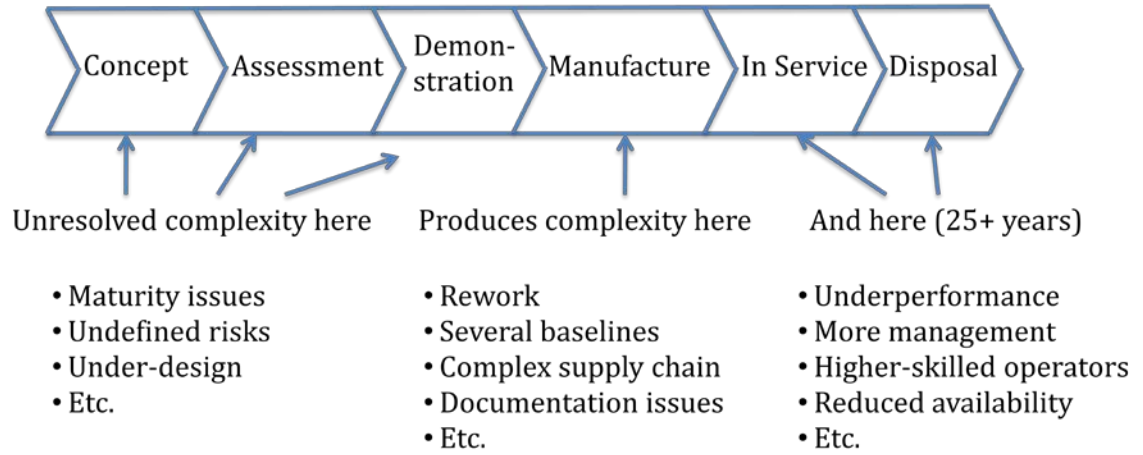 Concept
Assessment
Demon-
stration
Manufacture
In Service
Disposal
Unresolved complexity here
• Maturity issues
• Undefined risks
• Under-design
• Etc.
Produces complexity here
• Rework
• Several baselines
• Complex supply chain
• Documentation issues
• Etc.
And here (25+ years)
• Underperformance
• More management
• Higher-skilled operators
• Reduced availability
• Etc.